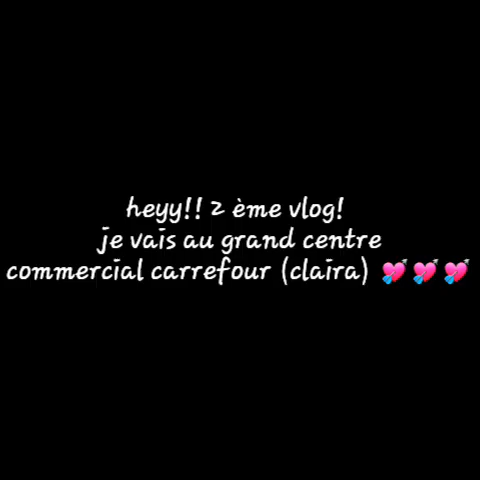 heyy!! 2 ème vlog!
je vais au grand centre
commercial carrefour (claira) 💘💘💘